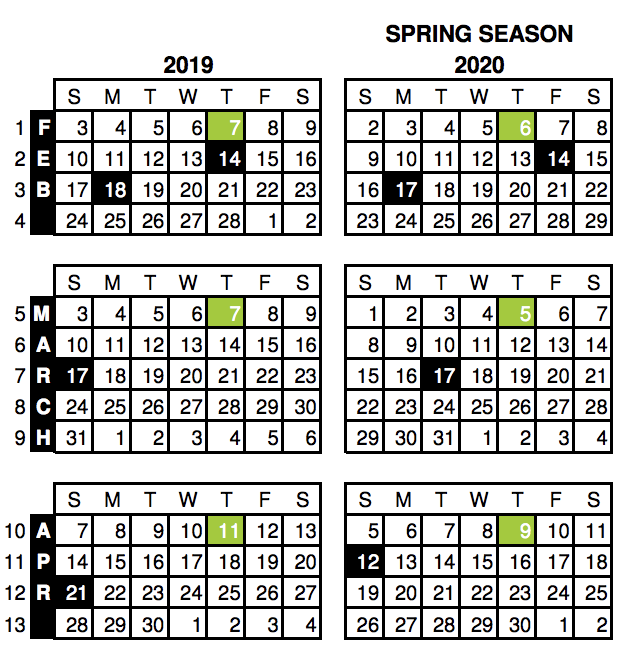 SPRING SEASON
2019 2020
S M T W T F S S M T W T F S
1 F 3 4 5 6 7 8 9 2 3 4 5 6 7 8
2 E 10 11 12 13 14 15 16 9 10 11 12 13 14 15
3 B 17 18 19 20 21 22 23 16 17 18 19 20 21 22
4 24 25 26 27 28 1 2 23 24 25 26 27 28 29
S M T W T F S S M T W T F S
5 M 3 4 5 6 7 8 9 1 2 3 4 5 6 7
6 A 10 11 12 13 14 15 16 8 9 10 11 12 13 14
7 R 17 18 19 20 21 22 23 15 16 17 18 19 20 21
8 C 24 25 26 27 28 29 30 22 23 24 25 26 27 28
9 H 31 1 2 3 4 5 6 29 30 31 1 2 3 4
S M T W T F S S M T W T F S
10 A 7 8 9 10 11 12 13 5 6 7 8 9 10 11
11 P 14 15 16 17 18 19 20 12 13 14 15 16 17 18
12 R 21 22 23 24 25 26 27 19 20 21 22 23 24 25
13 28 29 30 1 2 3 4 26 27 28 29 30 1 2